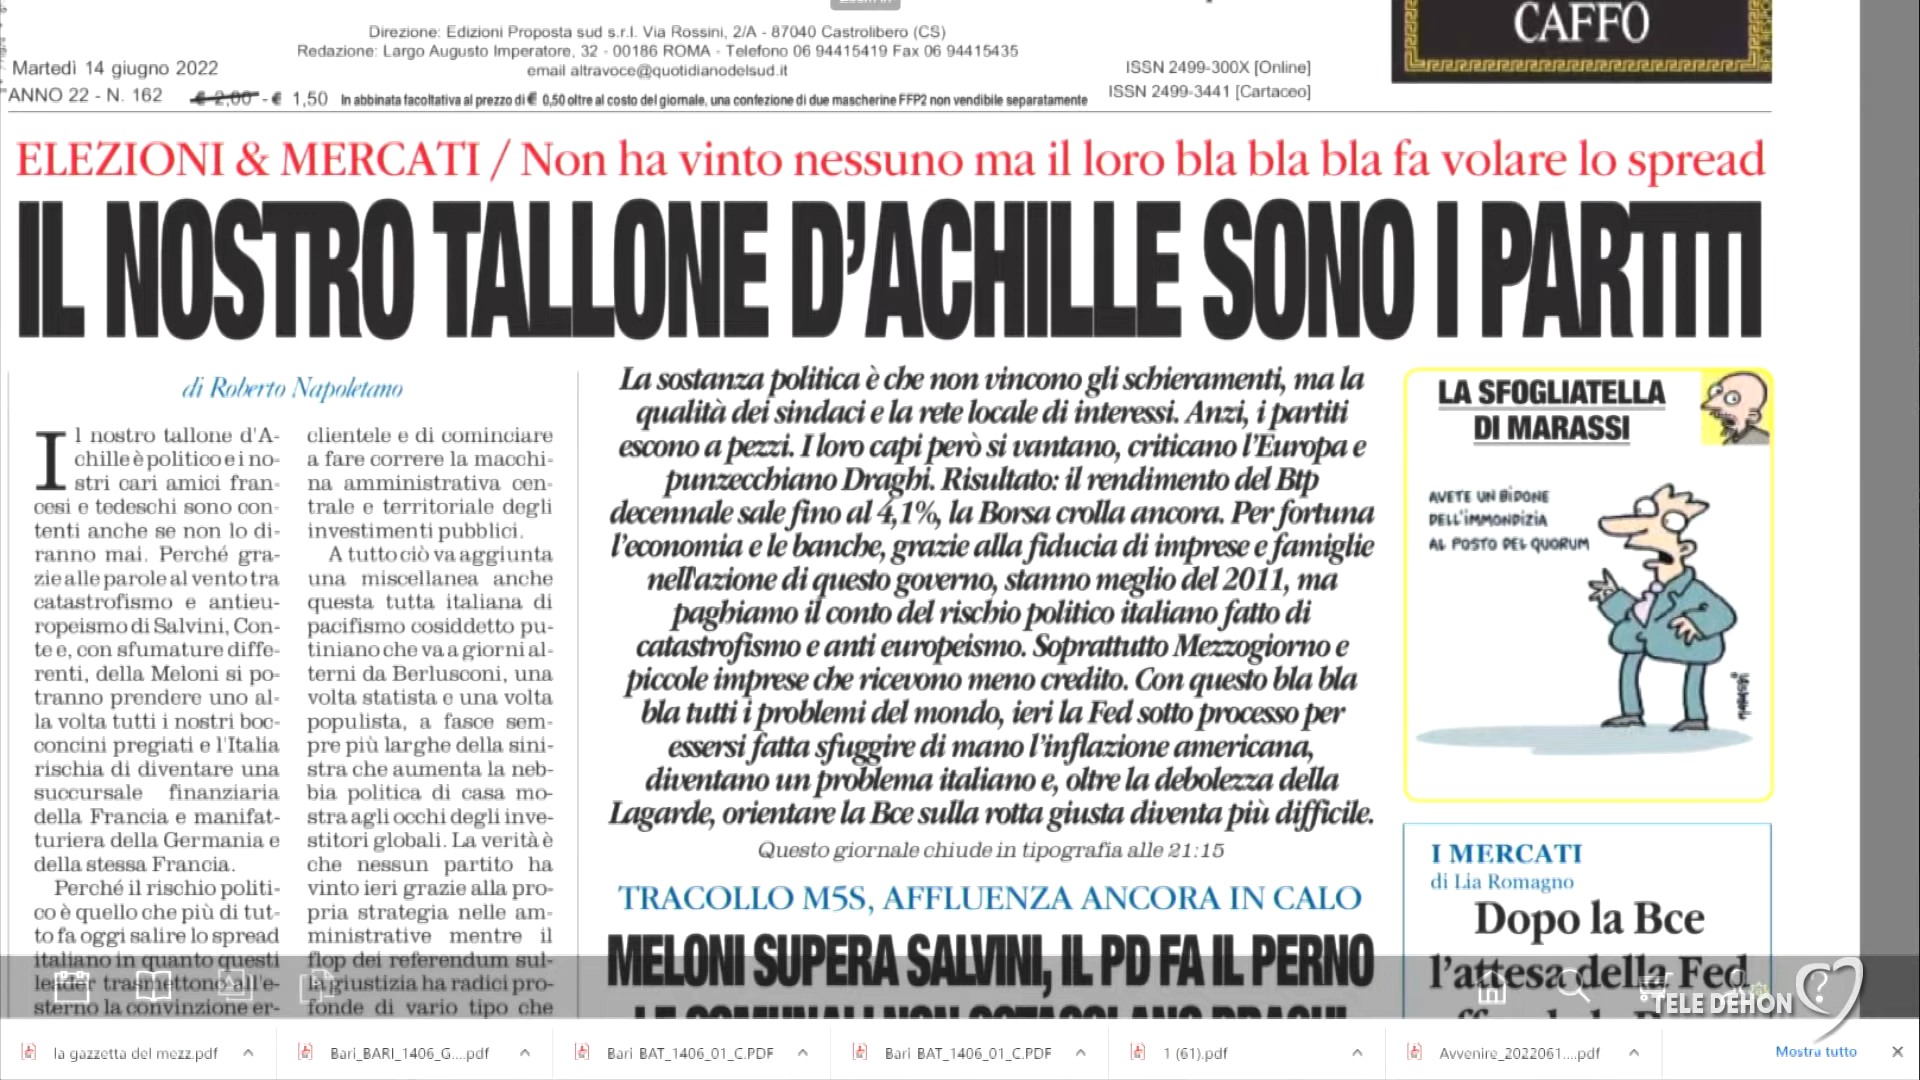 CAFFO
Direzione: Edizioni Proposta sud s.r.l. Via Rossini, 2/A - 87040 Castrolibero (CS)
Redazione: Largo Augusto Imperatore, 32 - 00186 ROMA - Telefono 06 94415419 Fax 06 94415435
email altravoce@quotidianodelsud.it
Martedì 14 giugno 2022
ANNO 22 - N. 162 € 2,00 - € 1,50 In abbinata facoltativa al prezzo di € 0,50 oltre al costo del giornale, una confezione di due mascherine FFP2 non vendibile separatamente
ISSN 2499-300X [Online]
ISSN 2499-3441 [Cartaceo]
ELEZIONI & MERCATI / Non ha vinto nessuno ma il loro bla bla bla fa volare lo spread
IL NOSTRO TALLONE D'ACHILLE SONO I PARTITI
di Roberto Napoletano
Il nostro tallone d'A-
chille è politico e i no-
stri cari amici fran-
cesi e tedeschi sono con-
tenti anche se non lo di-
ranno mai. Perché gra-
zie alle parole al vento tra
catastrofismo e antieu-
ropeismo di Salvini, Con-
te e, con sfumature diffe-
renti, della Meloni si po-
tranno prendere uno al-
la volta tutti i nostri boc-
concini pregiati e l'Italia
rischia di diventare una
succursale finanziaria
della Francia e manifat-
turiera della Germania e
della stessa Francia.
Perché il rischio politi-
co è quello che più di tut-
to fa oggi salire lo spread
italiano in quanto questi
leader trasmettono all'e-
sterno la convinzione er-
clientele e di cominciare
a fare correre la macchi-
na amministrativa cen-
trale e territoriale degli
investimenti pubblici.
A tutto ciò va aggiunta
una miscellanea anche
questa tutta italiana di
pacifismo cosiddetto pu-
tiniano che va a giorni al-
terni da Berlusconi, una
volta statista e una volta
populista, a fasce sem-
pre più larghe della sini-
stra che aumenta la neb-
bia politica di casa mo-
stra agli occhi degli inve-
stitori globali. La verità è
che nessun partito ha
vinto ieri grazie alla pro-
pria strategia nelle am-
ministrative mentre il
flop dei referendum sul-
la giustizia ha radici pro-
fonde di vario tipo che
La sostanza politica è che non vincono gli schieramenti, ma la
qualità dei sindaci e la rete locale di interessi. Anzi, i partiti
escono a pezzi. I loro capi però si vantano, criticano l'Europa e
punzecchiano Draghi. Risultato: il rendimento del Btp
decennale sale fino al 4,1%, la Borsa crolla ancora. Per fortuna
l'economia e le banche, grazie alla fiducia di imprese e famiglie
nell'azione di questo governo, stanno meglio del 2011, ma
paghiamo il conto del rischio politico italiano fatto di
catastrofismo e anti europeismo. Soprattutto Mezzogiorno e
piccole imprese che ricevono meno credito. Con questo bla bla
bla tutti i problemi del mondo, ieri la Fed sotto processo per
essersi fatta sfuggire di mano l'inflazione americana,
diventano un problema italiano e, oltre la debolezza della
Lagarde, orientare la Bce sulla rotta giusta diventa più difficile.
Questo giornale chiude in tipografia alle 21:15
TRACOLLO M5S, AFFLUENZA ANCORA IN CALO
MELONI SUPERA SALVINI, IL PD FA IL PERNO
LE COMUNALI NON OSTACOLANO DRAGHI
LA SFOGLIATELLA
DI MARASSI
AVETE UN BIDONE
DELL'IMMONDIZIA
AL POSTO DEL QUORUM
I MERCATI
di Lia Romagno
Dopo la Bce
l'attesa della Fed
TELE DEHON
la gazzetta del mezz.pdf
Bari_BARI_1406_G....pdf
Bari BAT_1406_01_C.PDF
Bari BAT_1406_01_C.PDF
1 (61).pdf
Avvenire_2022061....pdf
Mostra tutto